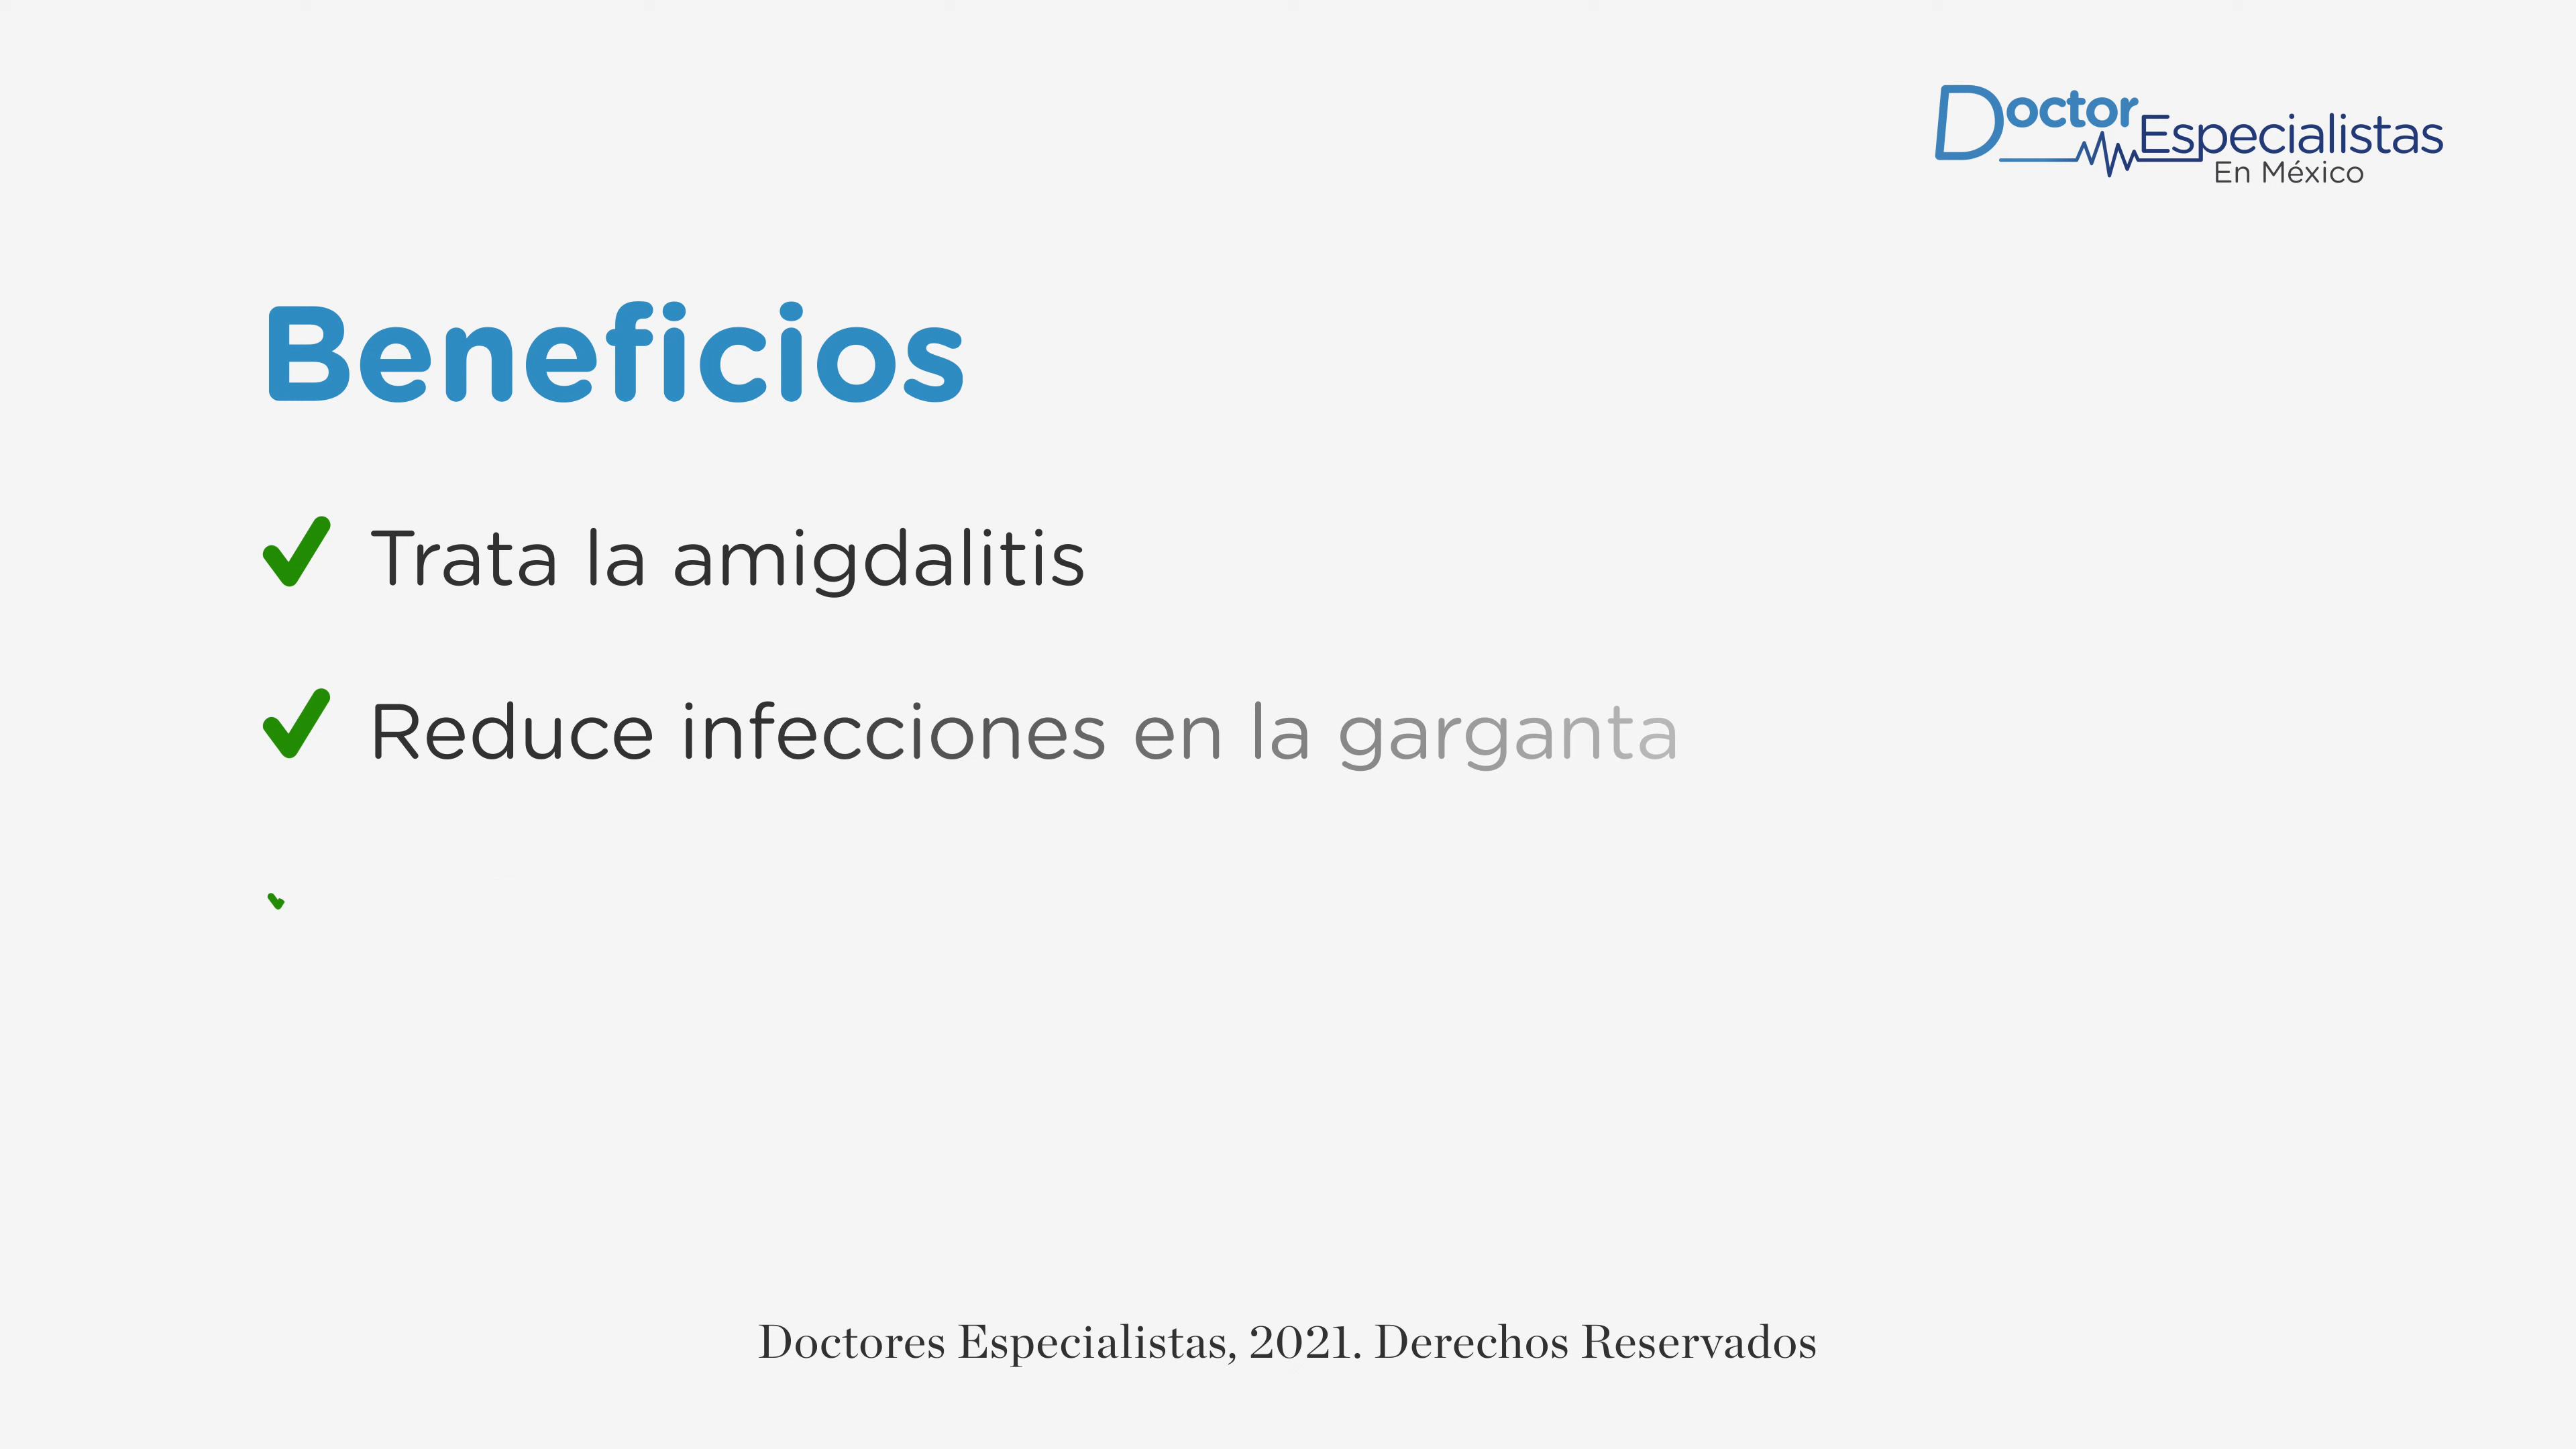 Doctor Especialistas
En México
Beneficios
Trata la amigdalitis
Reduce infecciones en la garganta
Doctores Especialistas, 2021. Derechos Reservados